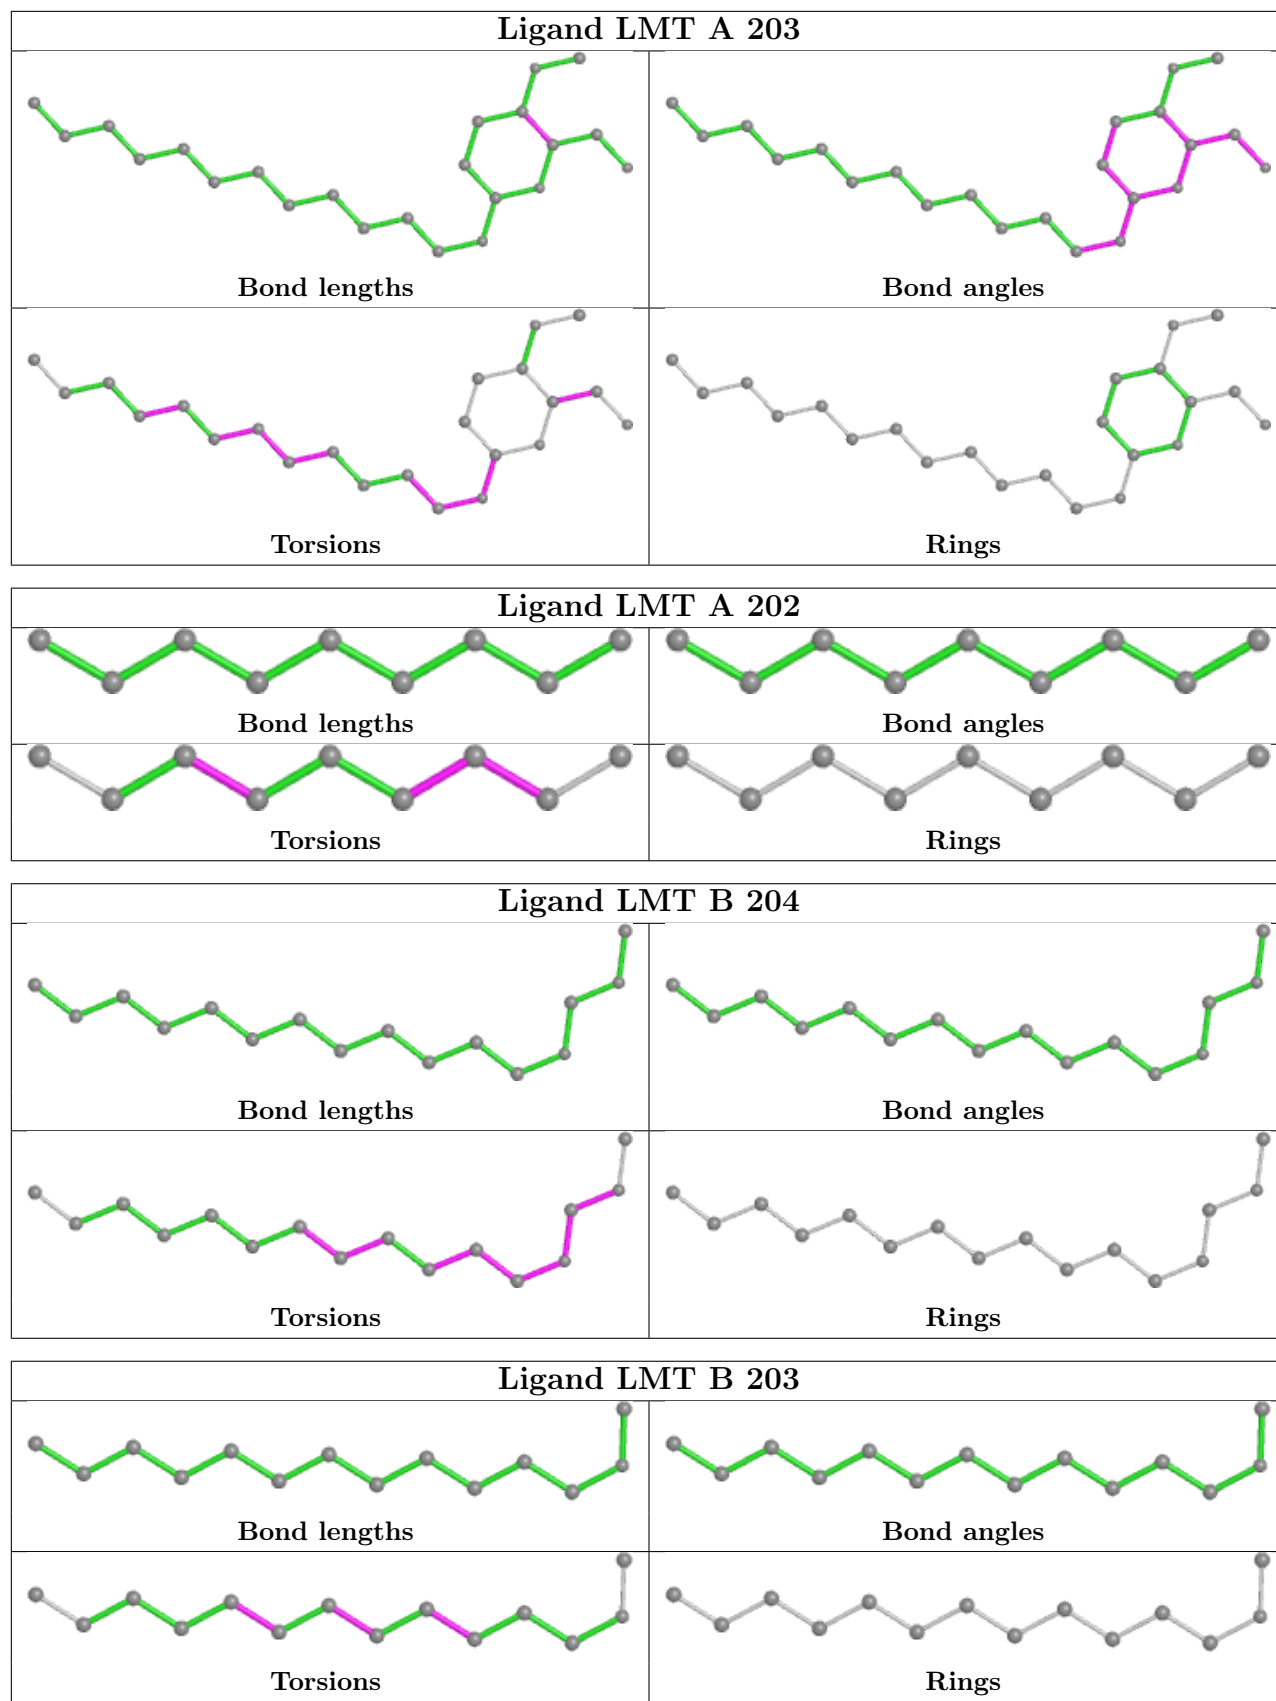 Ligand LMT A 203
Bond lengths
Bond angles
Torsions
Rings
Ligand LMT A 202
Bond lengths
Bond angles
Torsions
Rings
Ligand LMT B 204
Bond lengths
Bond angles
Torsions
Rings
Ligand LMT B 203
Bond lengths
Bond angles
Torsions
Rings